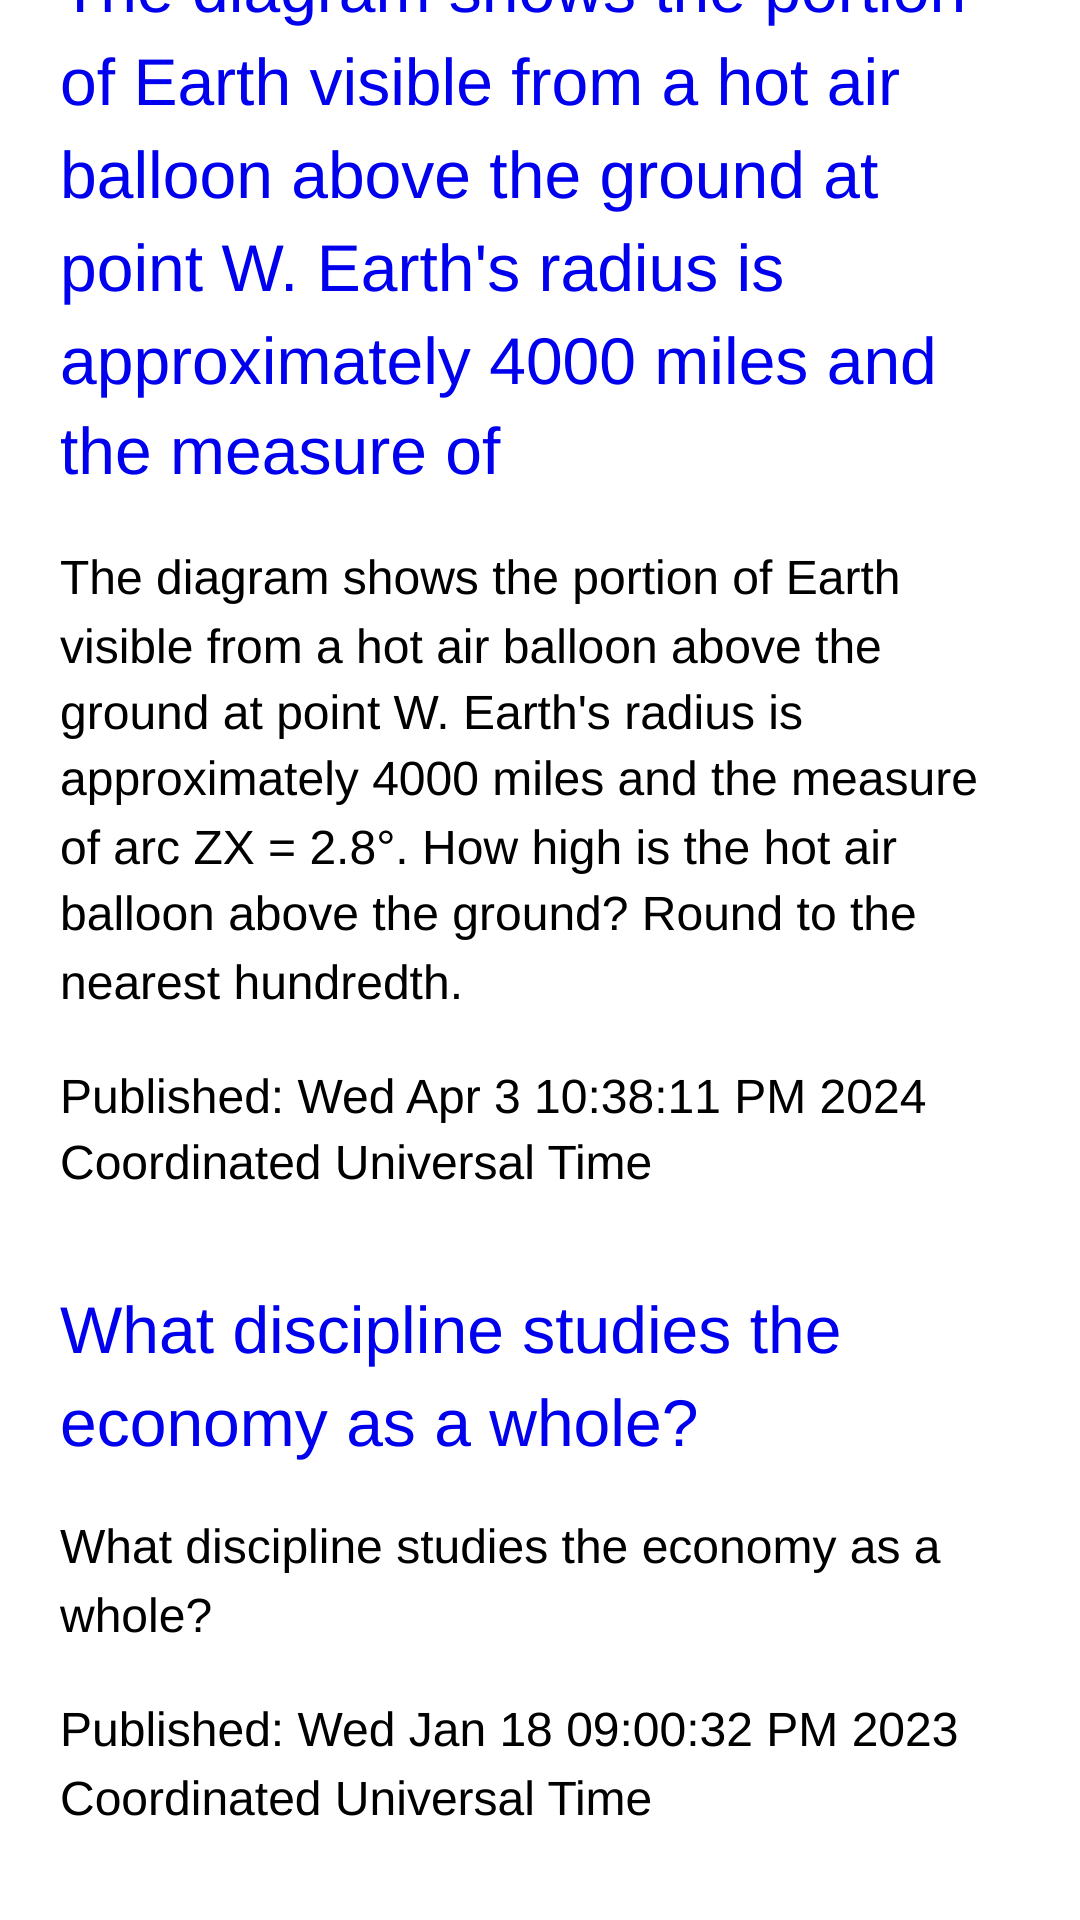 The diagram shows the portion
of Earth visible from a hot air
balloon above the ground at
point W. Earth's radius is
approximately 4000 miles and
the measure of
The diagram shows the portion of Earth
visible from a hot air balloon above the
ground at point W. Earth's radius is
approximately 4000 miles and the measure
of arc ZX = 2.8°. How high is the hot air
balloon above the ground? Round to the
nearest hundredth.
Published: Wed Apr 3 10:38:11 PM 2024
Coordinated Universal Time
What discipline studies the
economy as a whole?
What discipline studies the economy as a
whole?
Published: Wed Jan 18 09:00:32 PM 2023
Coordinated Universal Time